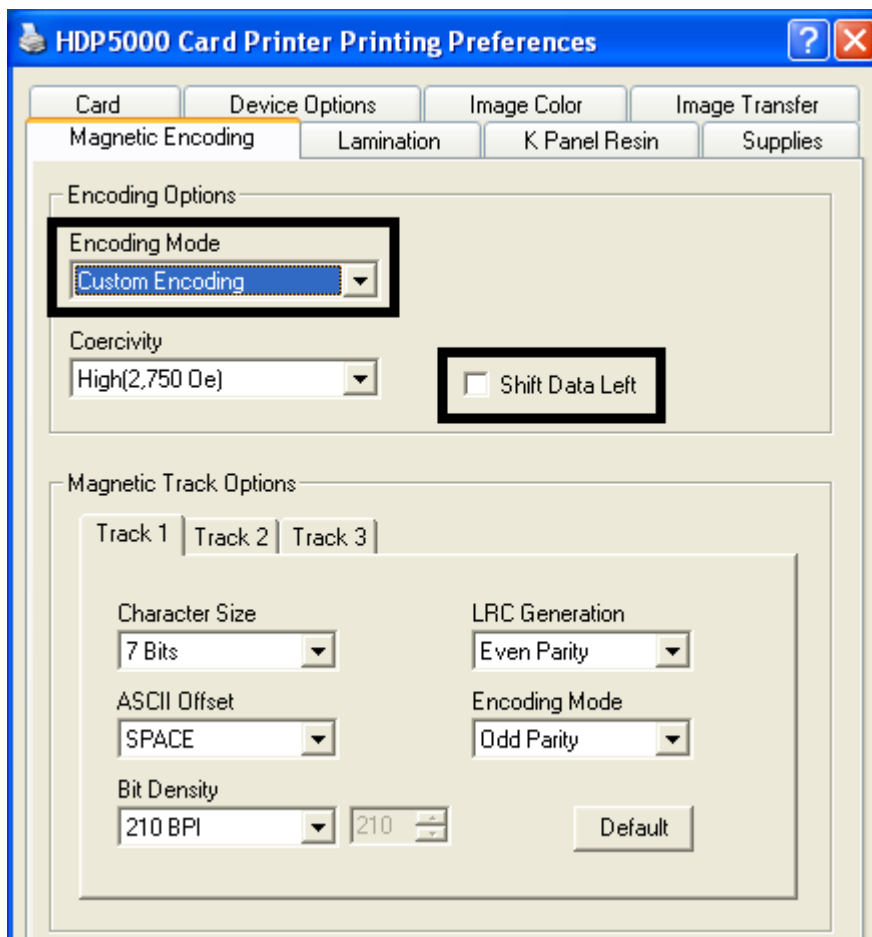 HDP5000 Card Printer Printing Preferences
Card Device Options Image Color Image Transfer
Magnetic Encoding Lamination K Panel Resin Supplies
Encoding Options
Encoding Mode
Custom Encoding
Coercivity
High(2,750 Oe)
Shift Data Left
Magnetic Track Options
Track 1 Track 2 Track 3
Character Size LRC Generation
7 Bits Even Parity
ASCII Offset Encoding Mode
SPACE Odd Parity
Bit Density
210 BPI 210 Default